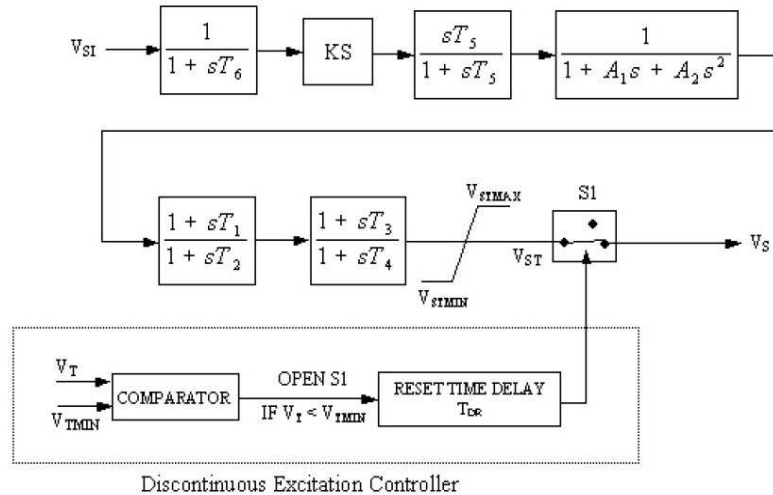 V_SI
1
1 + sT_6
KS
sT_5
1 + sT_5
1
1 + A_1s + A_2s^2
1 + sT_1
1 + sT_2
1 + sT_3
1 + sT_4
V_STMAX
V_STMIN
V_ST
S1
V_S
V_T
V_TMIN
COMPARATOR
OPEN S1
IF V_T < V_TMIN
RESET TIME DELAY
T_DR
Discontinuous Excitation Controller